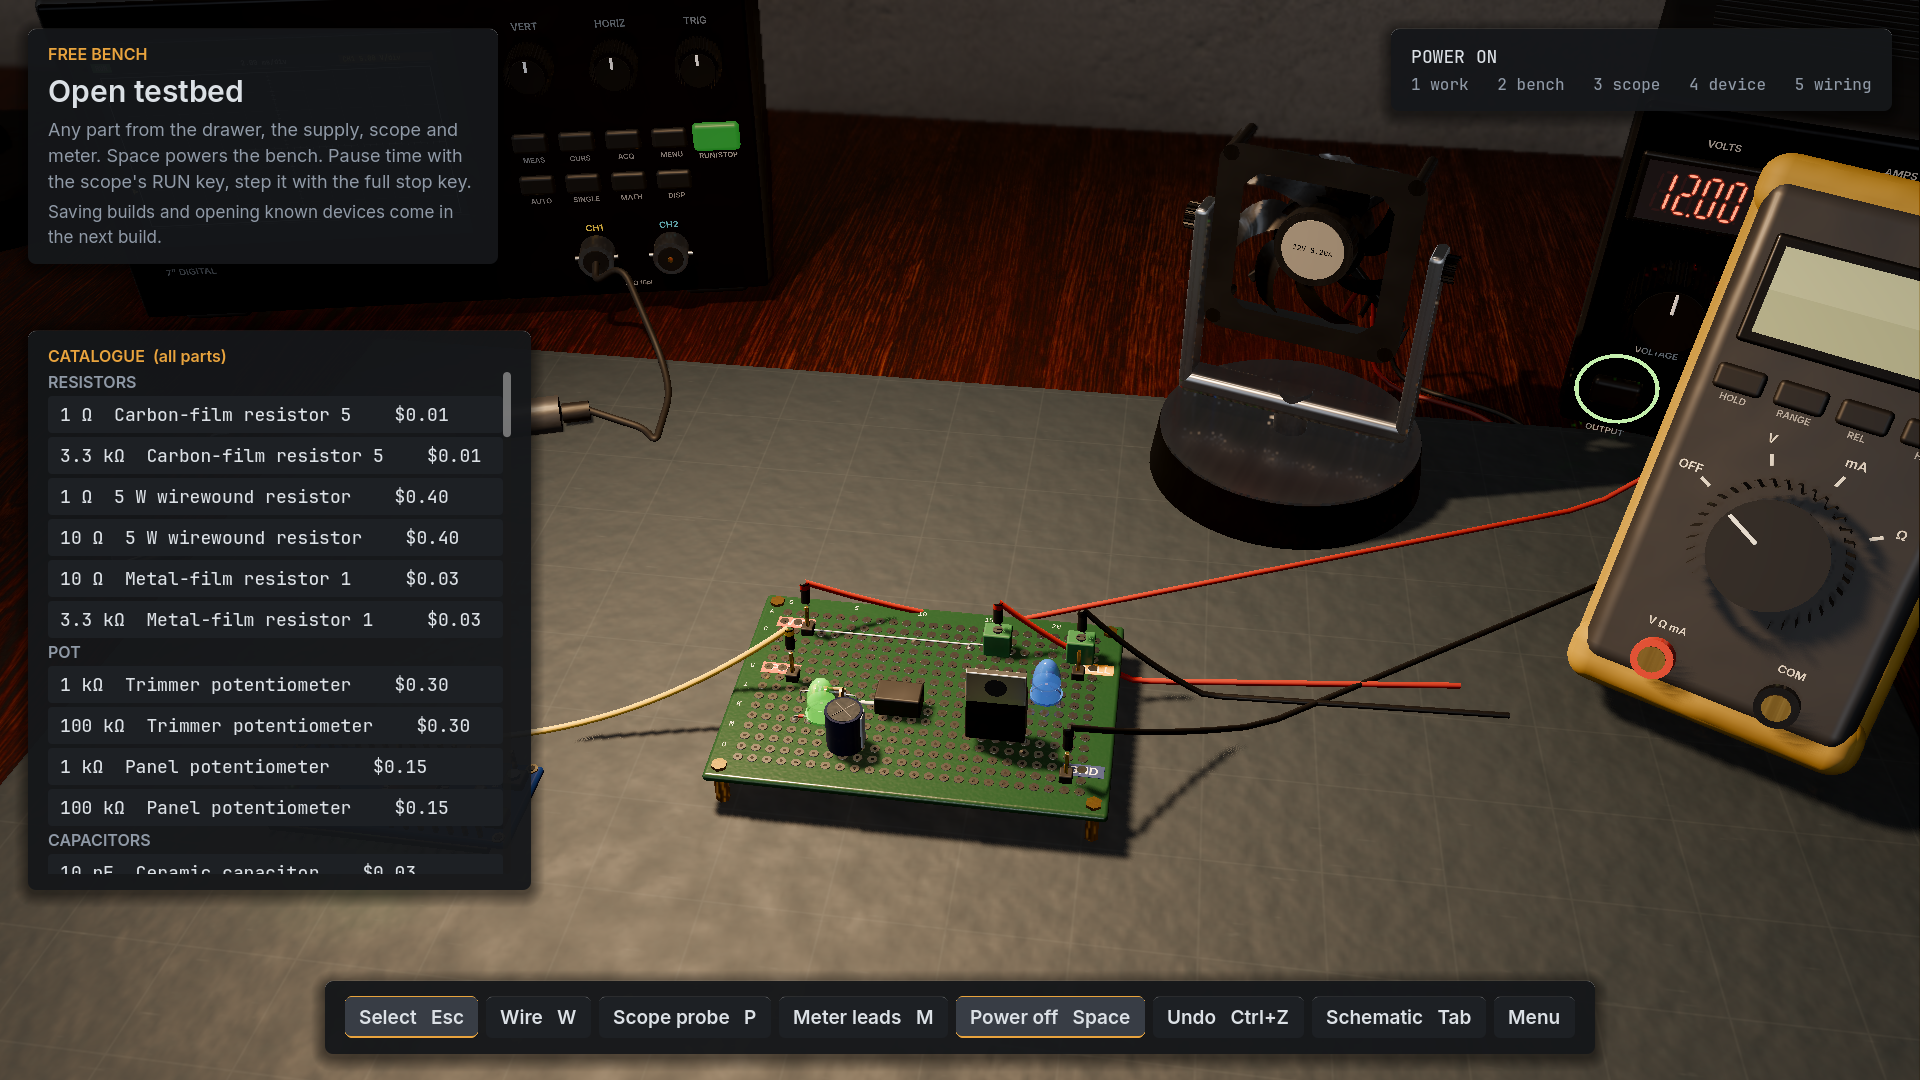 FREE BENCH
Open testbed
Any part from the drawer, the supply, scope and
meter. Space powers the bench. Pause time with
the scope's RUN key, step it with the full stop key.
Saving builds and opening known devices come in
the next build.
7" DIGITAL
VERT
HORIZ
TRIG
MEAS
CURS
ACQ
MENU
RUN/STOP
AUTO
SINGLE
MATH
DISP
CH1
CH2
POWER ON
1 work 2 bench 3 scope 4 device 5 wiring
VOLTS
AMPS
12.00
VOLTAGE
OUTPUT
HOLD
RANGE
REL
OFF
V
mA
Ω
V Ω mA
COM
CATALOGUE (all parts)
RESISTORS
1 Ω Carbon-film resistor 5 $0.01
3.3 kΩ Carbon-film resistor 5 $0.01
1 Ω 5 W wirewound resistor $0.40
10 Ω 5 W wirewound resistor $0.40
10 Ω Metal-film resistor 1 $0.03
3.3 kΩ Metal-film resistor 1 $0.03
POT
1 kΩ Trimmer potentiometer $0.30
100 kΩ Trimmer potentiometer $0.30
1 kΩ Panel potentiometer $0.15
100 kΩ Panel potentiometer $0.15
CAPACITORS
10 pF Ceramic capacitor $0.03
Select Esc
Wire W
Scope probe P
Meter leads M
Power off Space
Undo Ctrl+Z
Schematic Tab
Menu